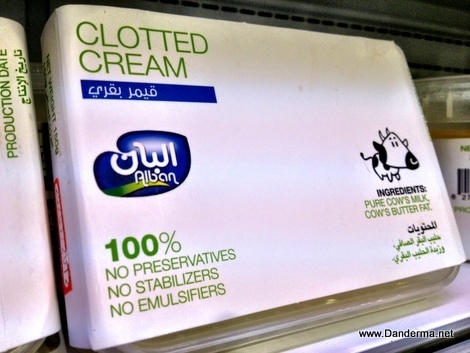 CLOTTED
CREAM
قيمر بقري
ألبان
Alban
100%
NO PRESERVATIVES
NO STABILIZERS
NO EMULSIFIERS
INGREDIENTS:
PURE COW'S MILK,
COW'S BUTTER FAT.
المحتويات
حليب البقر الصافي،
وزبدة الحليب البقري.
PRODUCTION DATE
تاريخ الإنتاج
www.Danderma.net